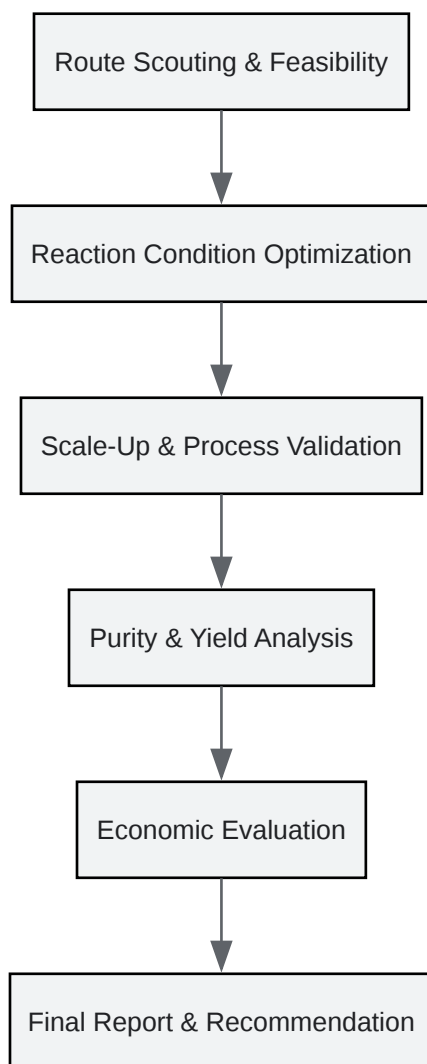 Route Scouting & Feasibility
Reaction Condition Optimization
Scale-Up & Process Validation
Purity & Yield Analysis
Economic Evaluation
Final Report & Recommendation